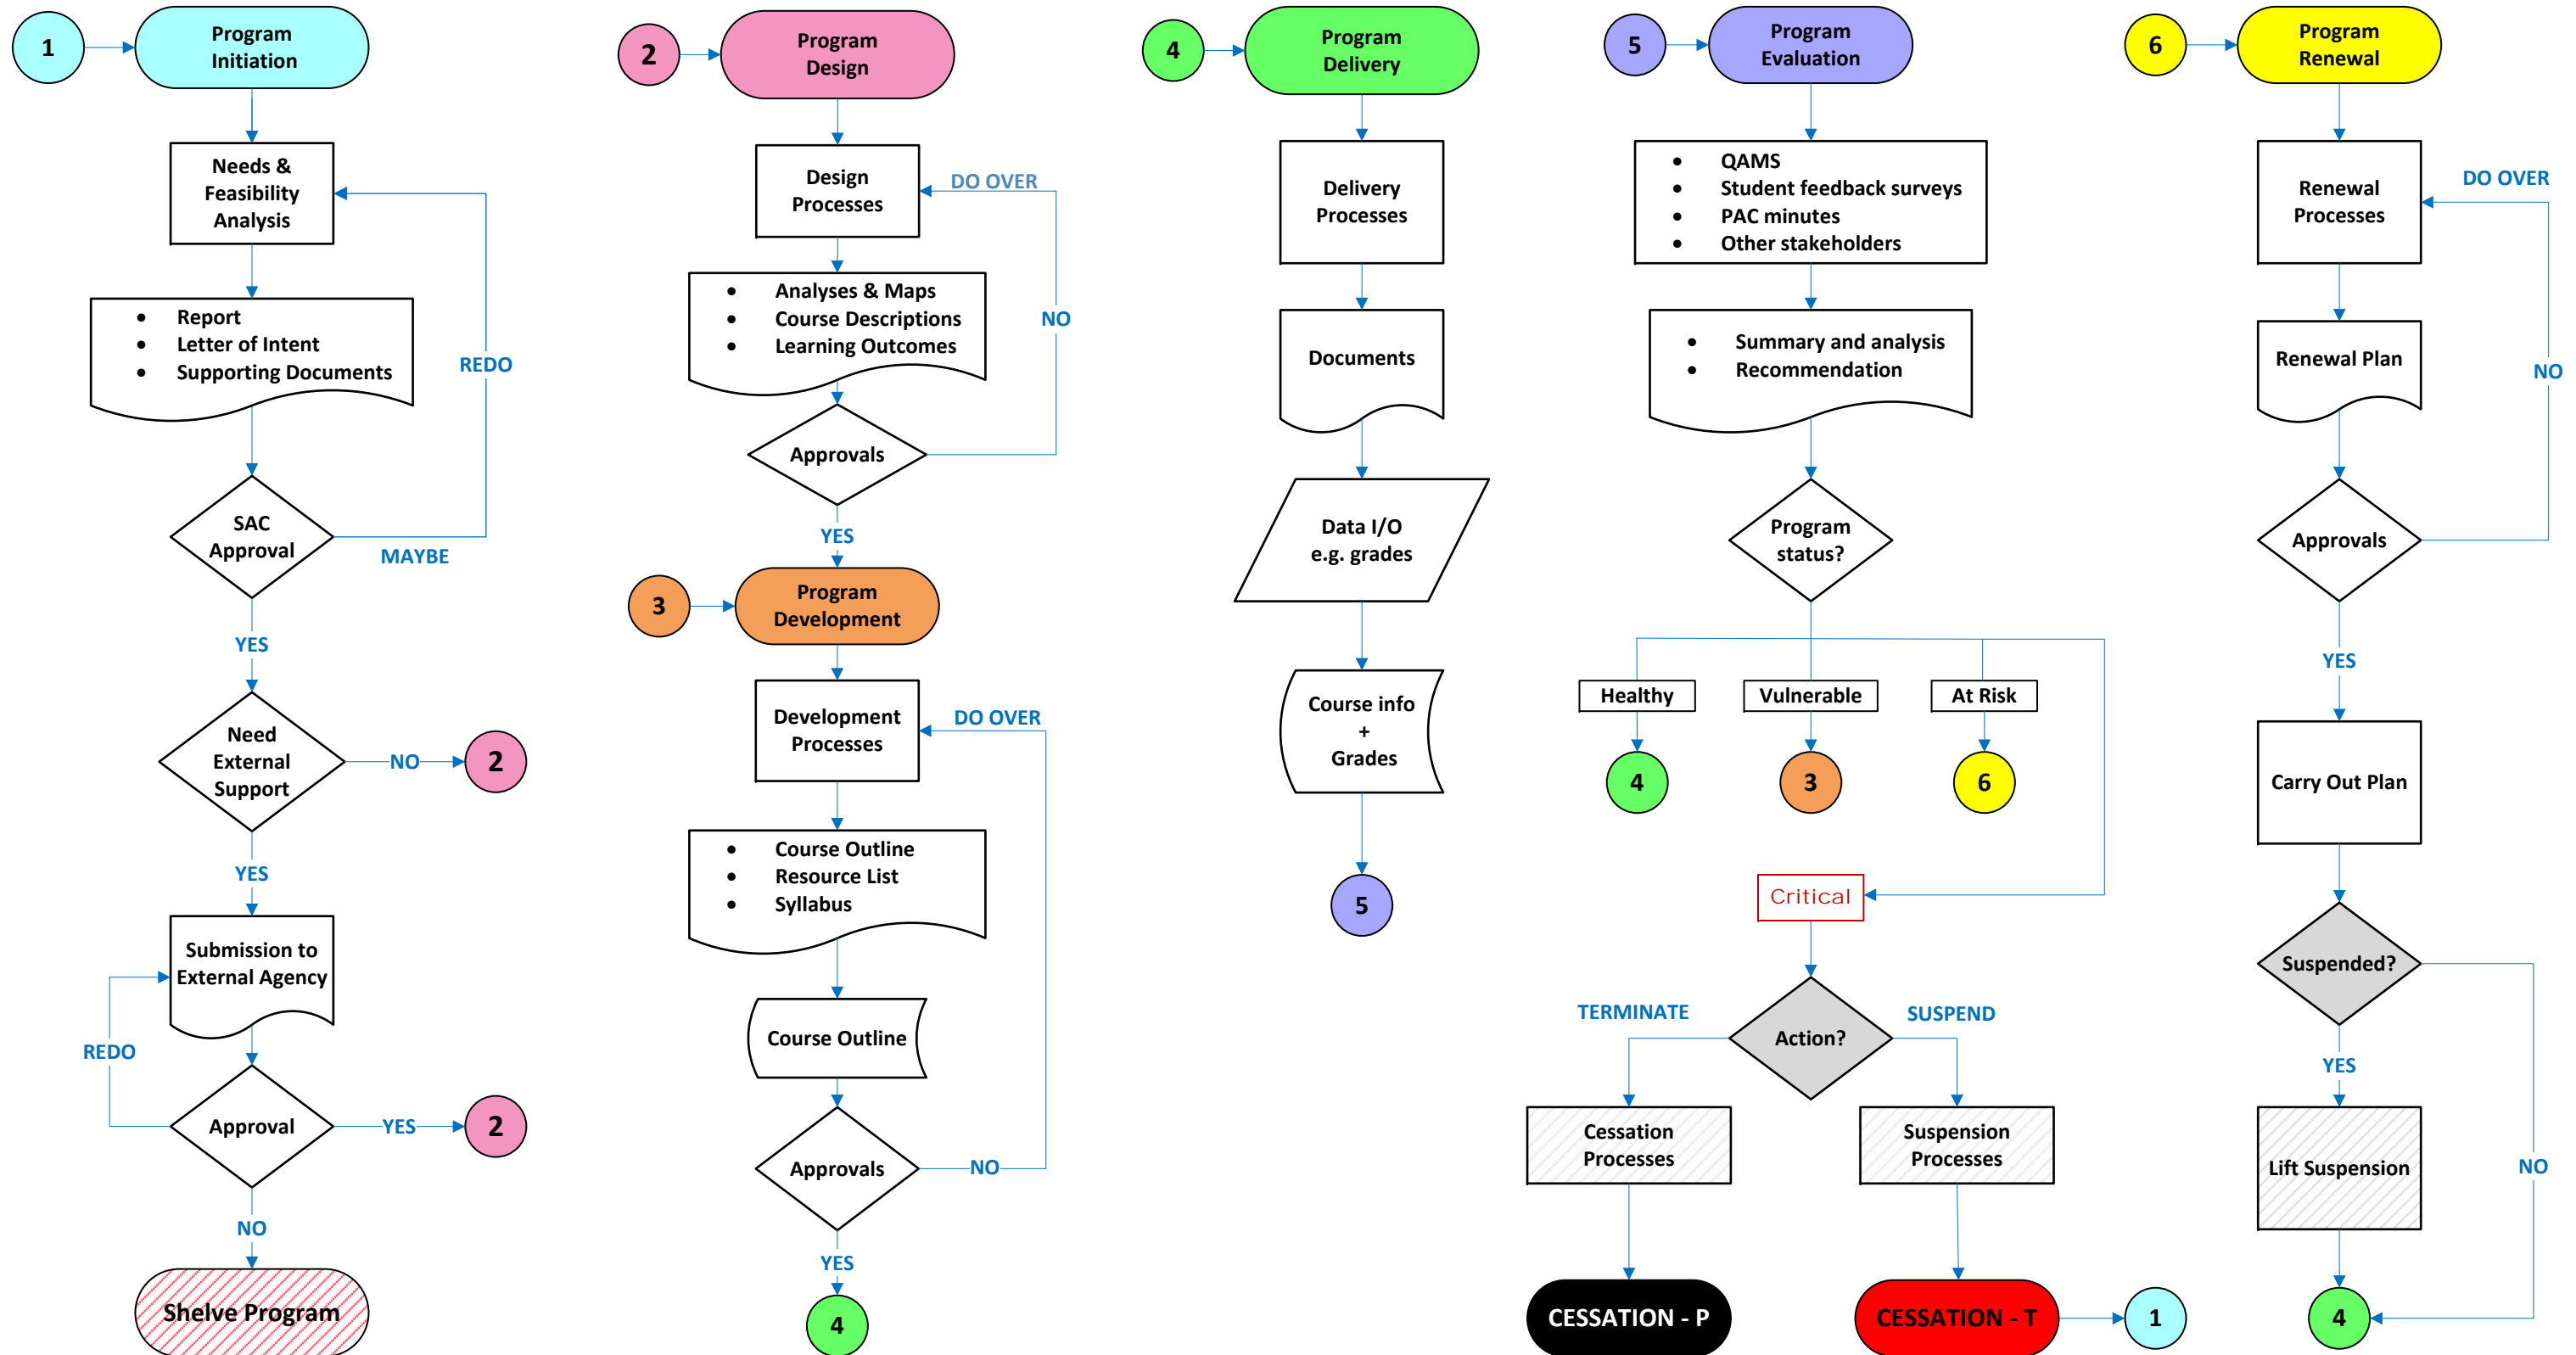 1
Program
Initiation
Needs &
Feasibility
Analysis
• Report
• Letter of Intent
• Supporting Documents
REDO
SAC
Approval
MAYBE
YES
Need
External
Support
NO
2
YES
Submission to
External Agency
REDO
Approval
YES
2
NO
Shelve Program
2
Program
Design
Design
Processes
DO OVER
• Analyses & Maps
• Course Descriptions
• Learning Outcomes
NO
Approvals
YES
3
Program
Development
Development
Processes
DO OVER
• Course Outline
• Resource List
• Syllabus
Course Outline
Approvals
NO
YES
4
4
Program
Delivery
Delivery
Processes
Documents
Data I/O
e.g. grades
Course info
+
Grades
5
5
Program
Evaluation
• QAMS
• Student feedback surveys
• PAC minutes
• Other stakeholders
• Summary and analysis
• Recommendation
Program
status?
Healthy
Vulnerable
At Risk
4
3
6
Critical
TERMINATE
SUSPEND
Action?
Cessation
Processes
Suspension
Processes
CESSATION - P
CESSATION - T
1
6
Program
Renewal
Renewal
Processes
DO OVER
Renewal Plan
NO
Approvals
YES
Carry Out Plan
Suspended?
YES
NO
Lift Suspension
4